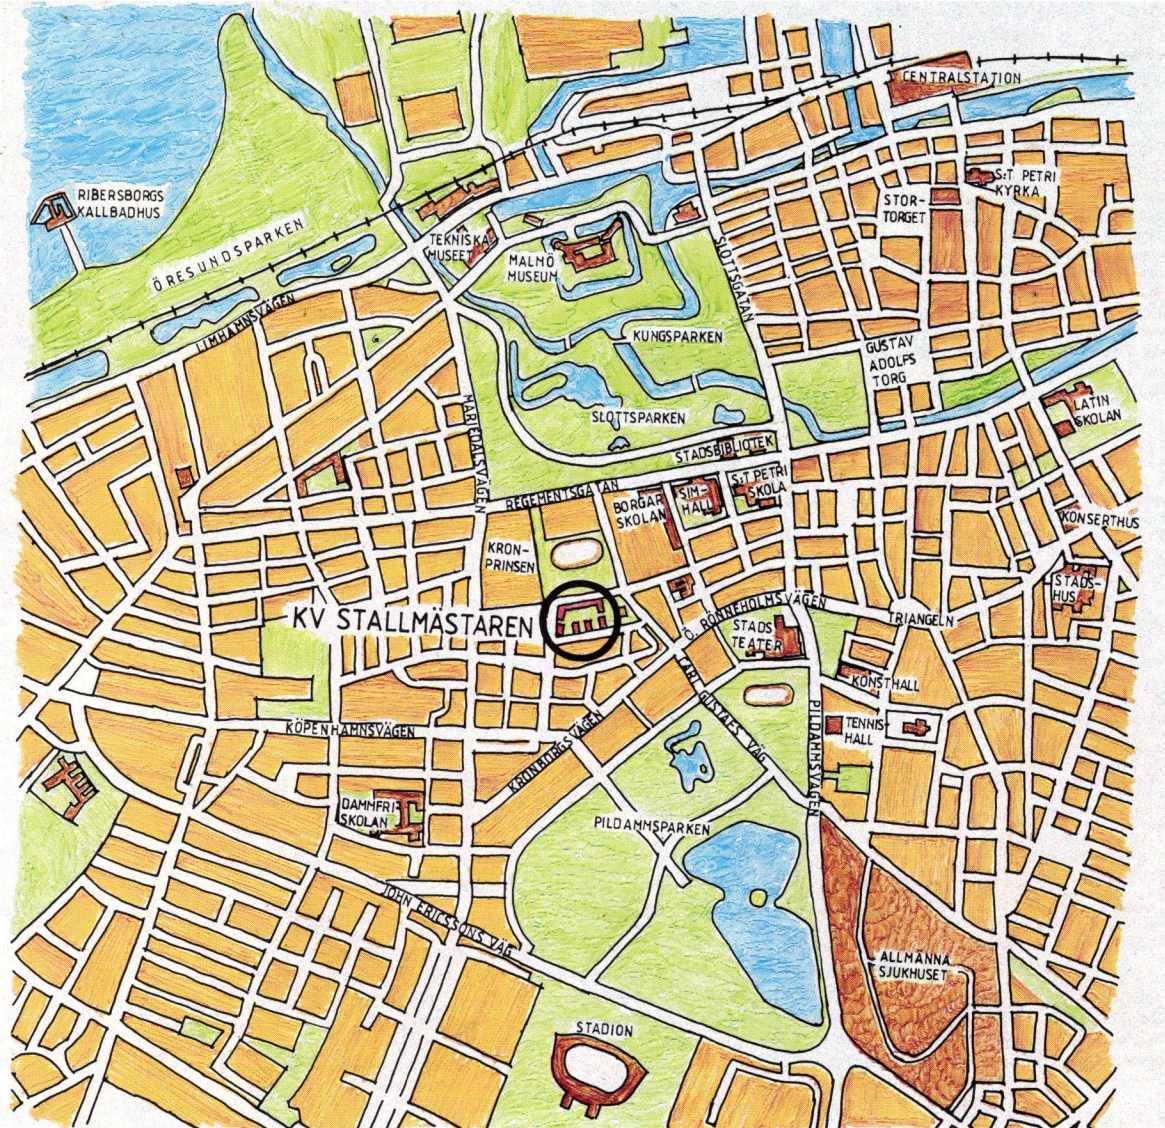 CENTRALSTATION
S:T PETRI
KYRKA
RIBERSBORGS
KALLBADHUS
STOR-
TORGET
ÖRESUNDSPARKEN
TEKNISKA
MUSEET
MALMÖ
MUSEUM
SLOTTSGATAN
LIMHAMNSVÄGEN
KUNGSPARKEN
GUSTAV
ADOLFS
TORG
MARIEDALSVÄGEN
SLOTTSPARKEN
LATIN
SKOLAN
STADSBIBLIOTEK
REGEMENTSGATAN
BORGAR
SKOLAN
SIM-
HALL
S:T PETRI
SKOLA
KONSERTHUS
KRON-
PRINSEN
STADS-
HUS
KV STALLMÄSTAREN
Ö. RÖNNEHOLMSVÄGEN
TRIANGELN
STADS
TEATER
CARL GUSTAFS VÄG
KONSTHALL
KÖPENHAMNSVÄGEN
KRONBORGSVÄGEN
PILDAMMSVÄGEN
TENNIS-
HALL
DAMMFRI-
SKOLAN
PILDAMMSPARKEN
JOHN ERICSSONS VÄG
ALLMÄNNA
SJUKHUSET
STADION